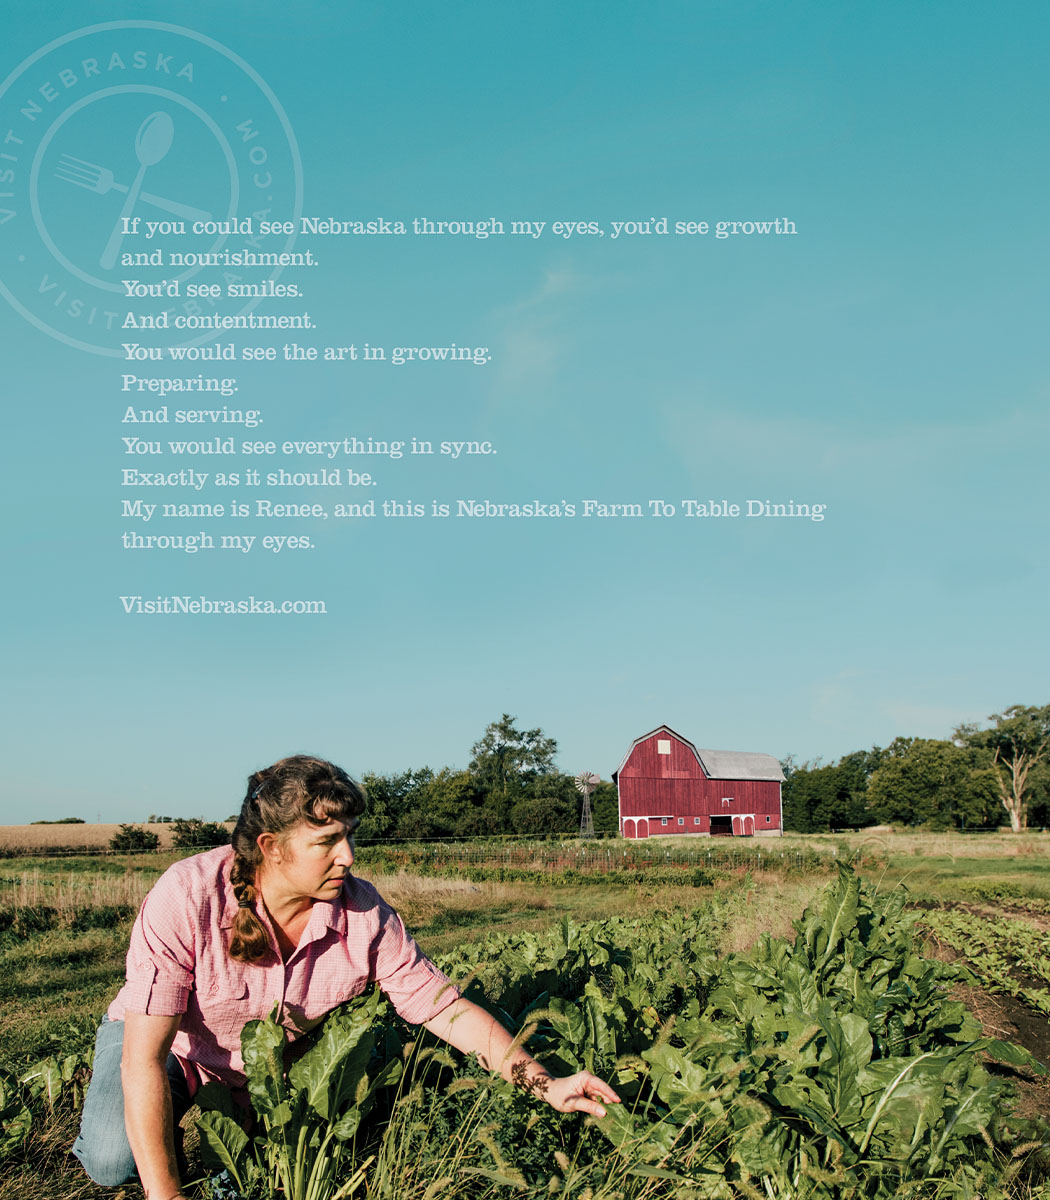 VISIT NEBRASKA • VISITNEBRASKA.COM •
If you could see Nebraska through my eyes, you’d see growth
and nourishment.
You’d see smiles.
And contentment.
You would see the art in growing.
Preparing.
And serving.
You would see everything in sync.
Exactly as it should be.
My name is Renee, and this is Nebraska’s Farm To Table Dining
through my eyes.
VisitNebraska.com